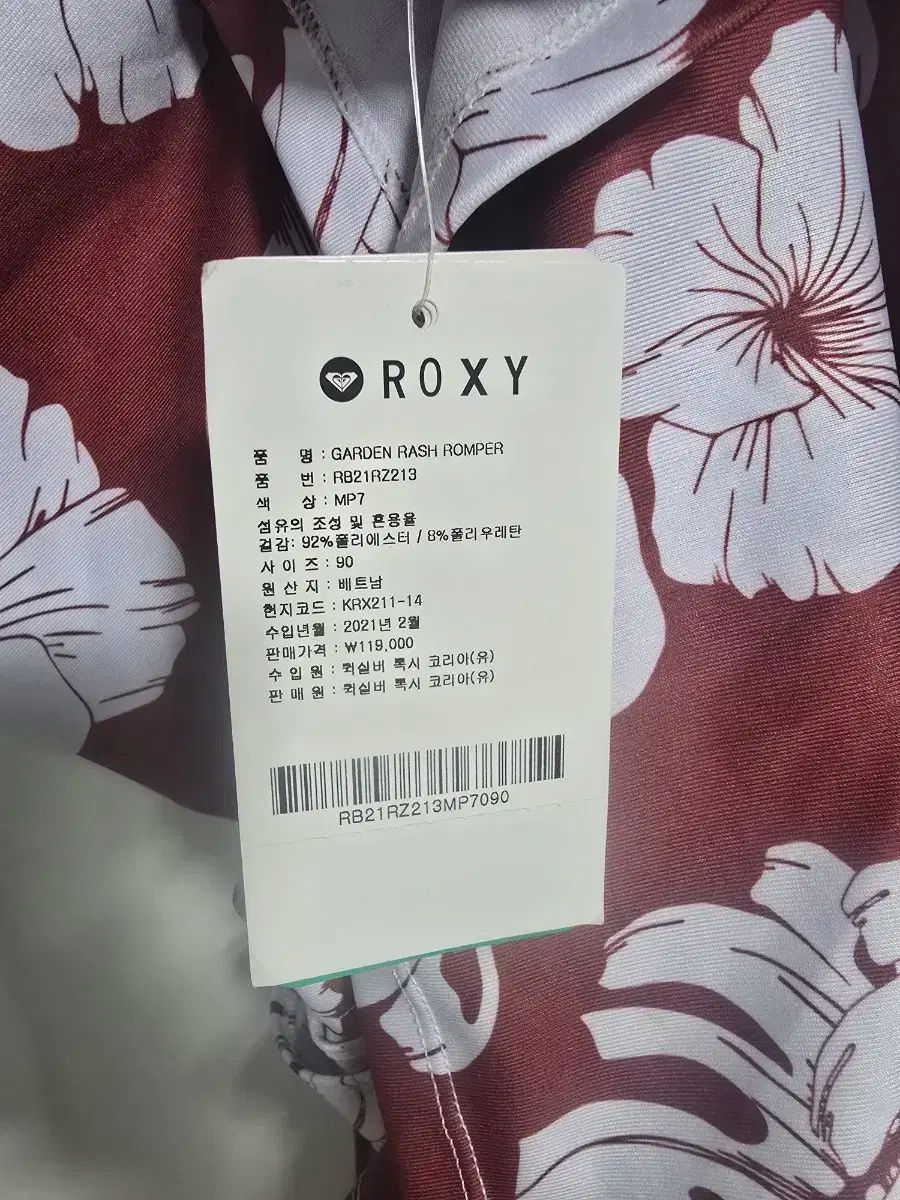 ROXY
품 명 : GARDEN RASH ROMPER
품 번 : RB21RZ213
색 상 : MP7
섬유의 조성 및 혼용율
겉감: 92%폴리에스터 / 8%폴리우레탄
사 이 즈 : 90
원 산 지 : 베트남
현지코드 : KRX211-14
수입년월 : 2021년 2월
판매가격 : ₩119,000
수 입 원 : 퀵실버 록시 코리아(유)
판 매 원 : 퀵실버 록시 코리아(유)
RB21RZ213MP7090